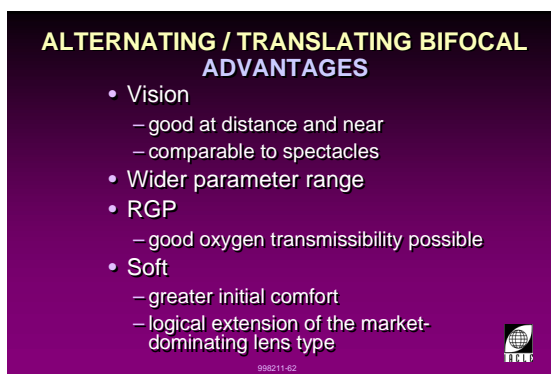 ALTERNATING / TRANSLATING BIFOCAL
ADVANTAGES
• Vision
– good at distance and near
– comparable to spectacles
• Wider parameter range
• RGP
– good oxygen transmissibility possible
• Soft
– greater initial comfort
– logical extension of the market-
dominating lens type
998211-62
IACLE